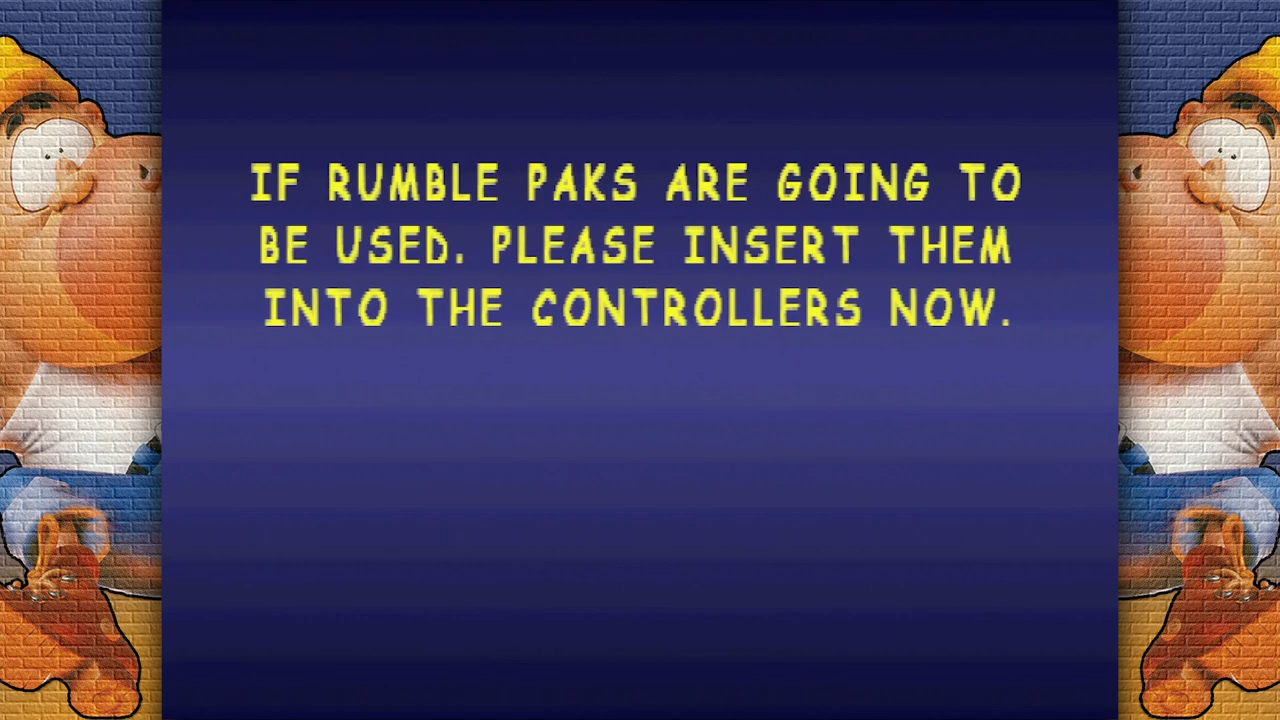 IF RUMBLE PAKS ARE GOING TO
BE USED. PLEASE INSERT THEM
INTO THE CONTROLLERS NOW.